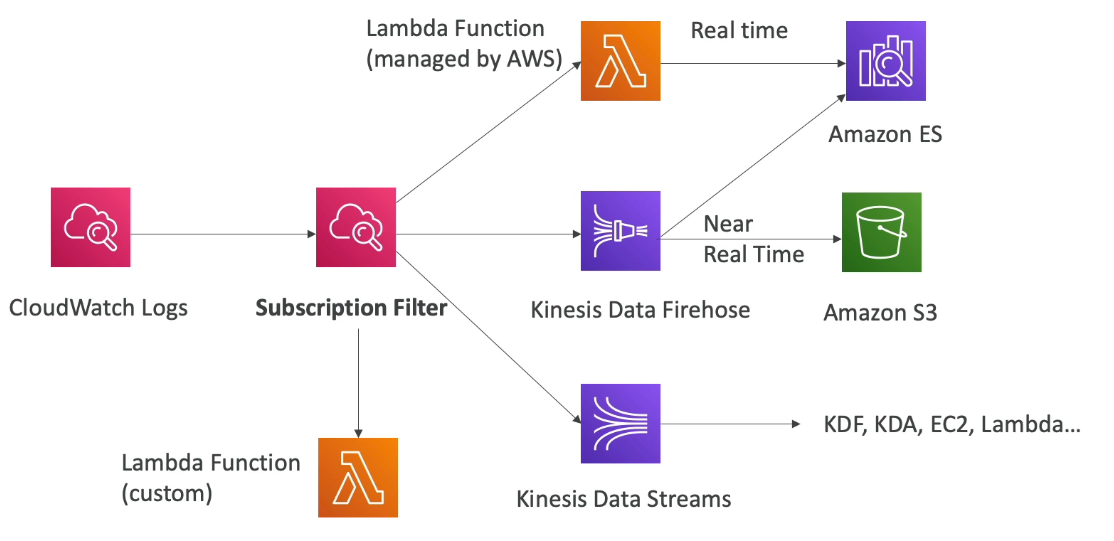 Lambda Function
(managed by AWS)
Real time
Amazon ES
CloudWatch Logs
Subscription Filter
Near
Real Time
Kinesis Data Firehose
Amazon S3
Lambda Function
(custom)
Kinesis Data Streams
KDF, KDA, EC2, Lambda...